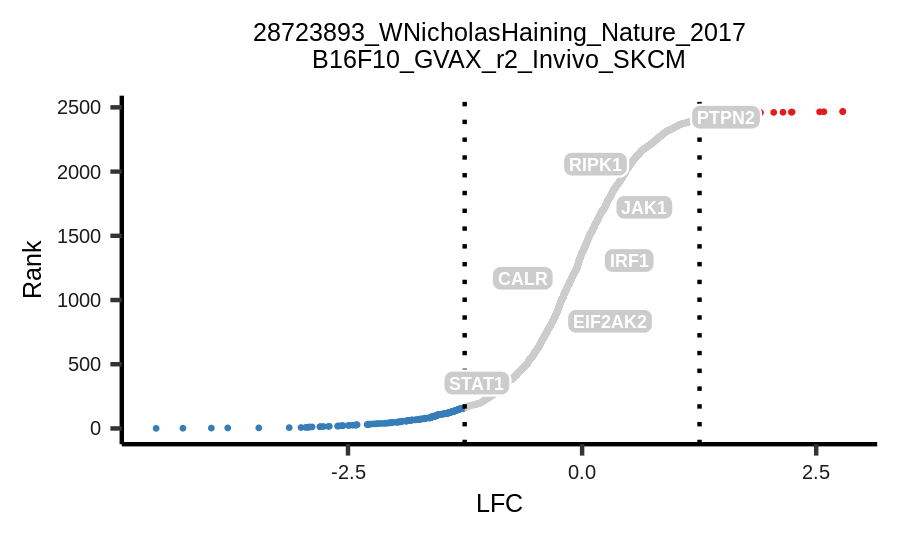 28723893_WNicholasHaining_Nature_2017
B16F10_GVAX_r2_Invivo_SKCM
Rank
2500
2000
1500
1000
500
0
PTPN2
RIPK1
JAK1
IRF1
CALR
EIF2AK2
STAT1
-2.5
0.0
2.5
LFC